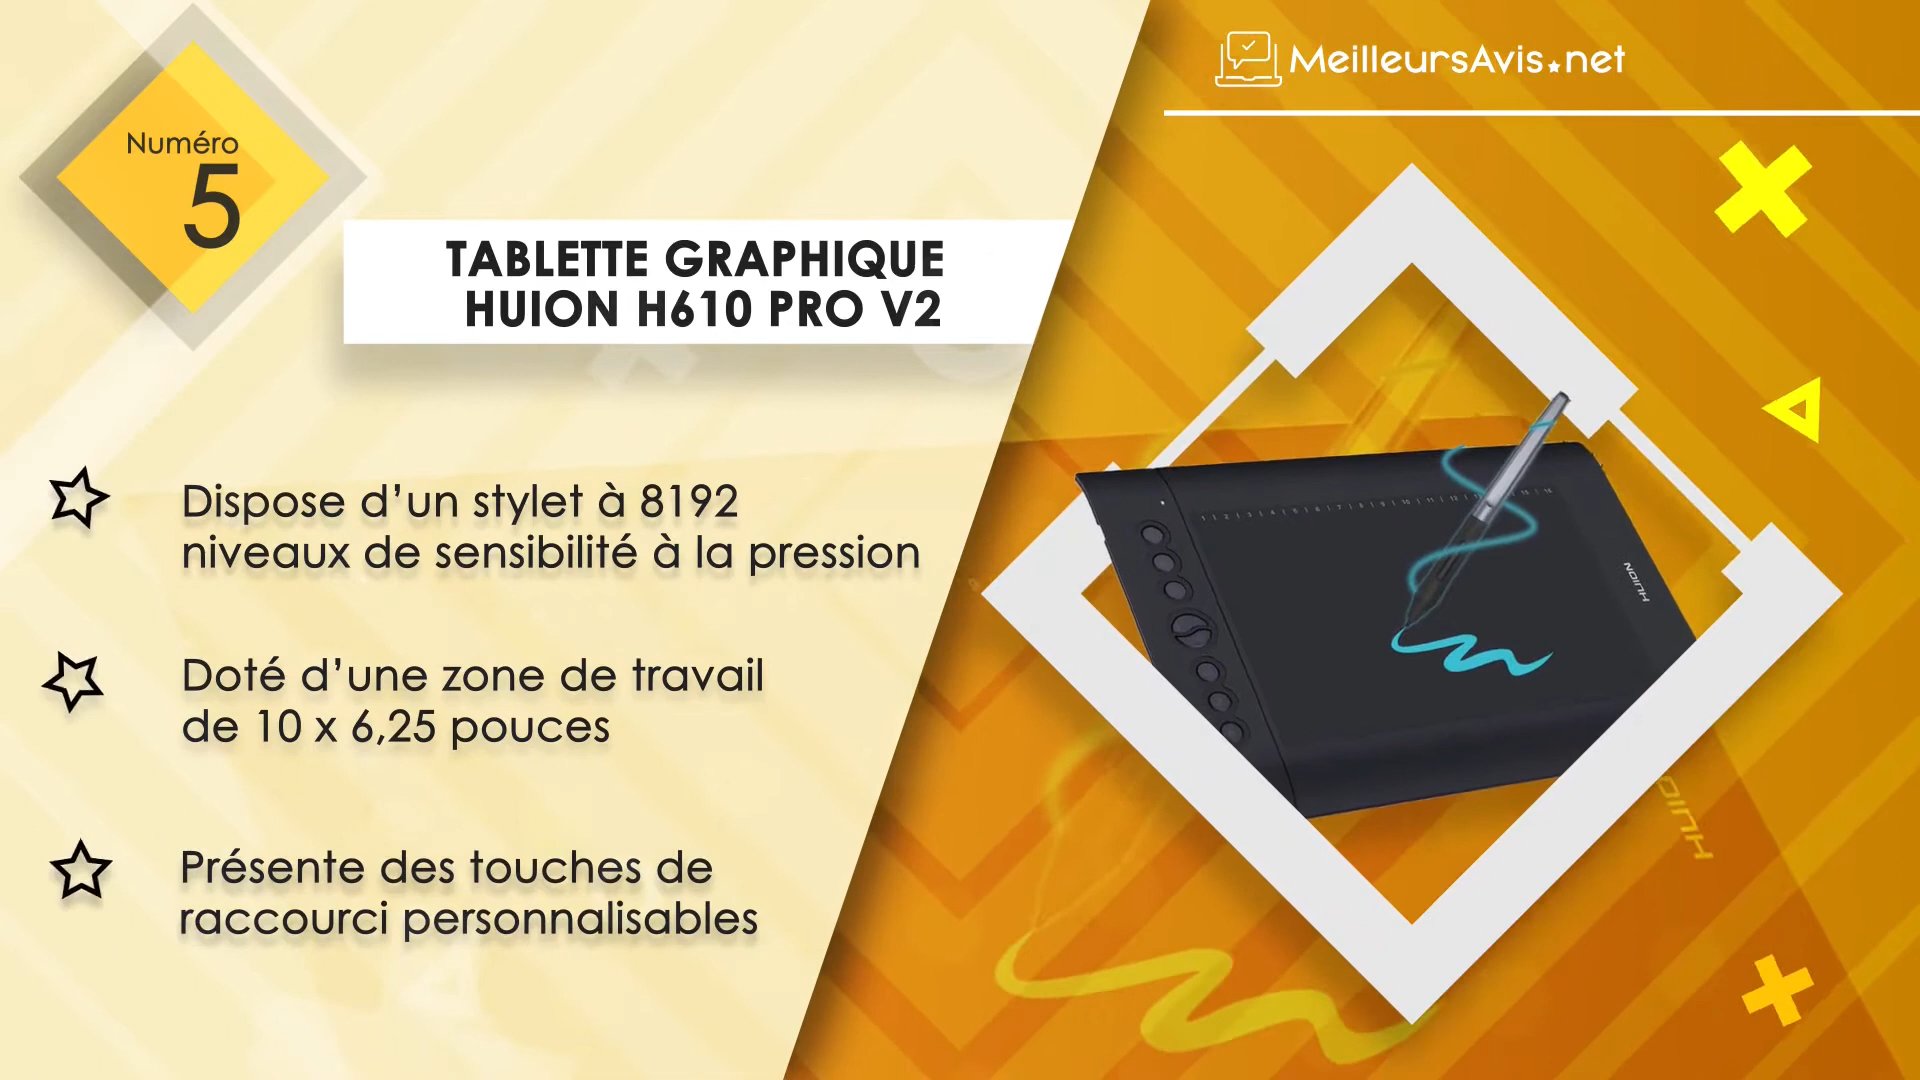 MeilleursAvis.net
Numéro
5
TABLETTE GRAPHIQUE
HUION H610 PRO V2
Dispose d’un stylet à 8192
niveaux de sensibilité à la pression
Doté d’une zone de travail
de 10 x 6,25 pouces
Présente des touches de
raccourci personnalisables
HUION
HUION